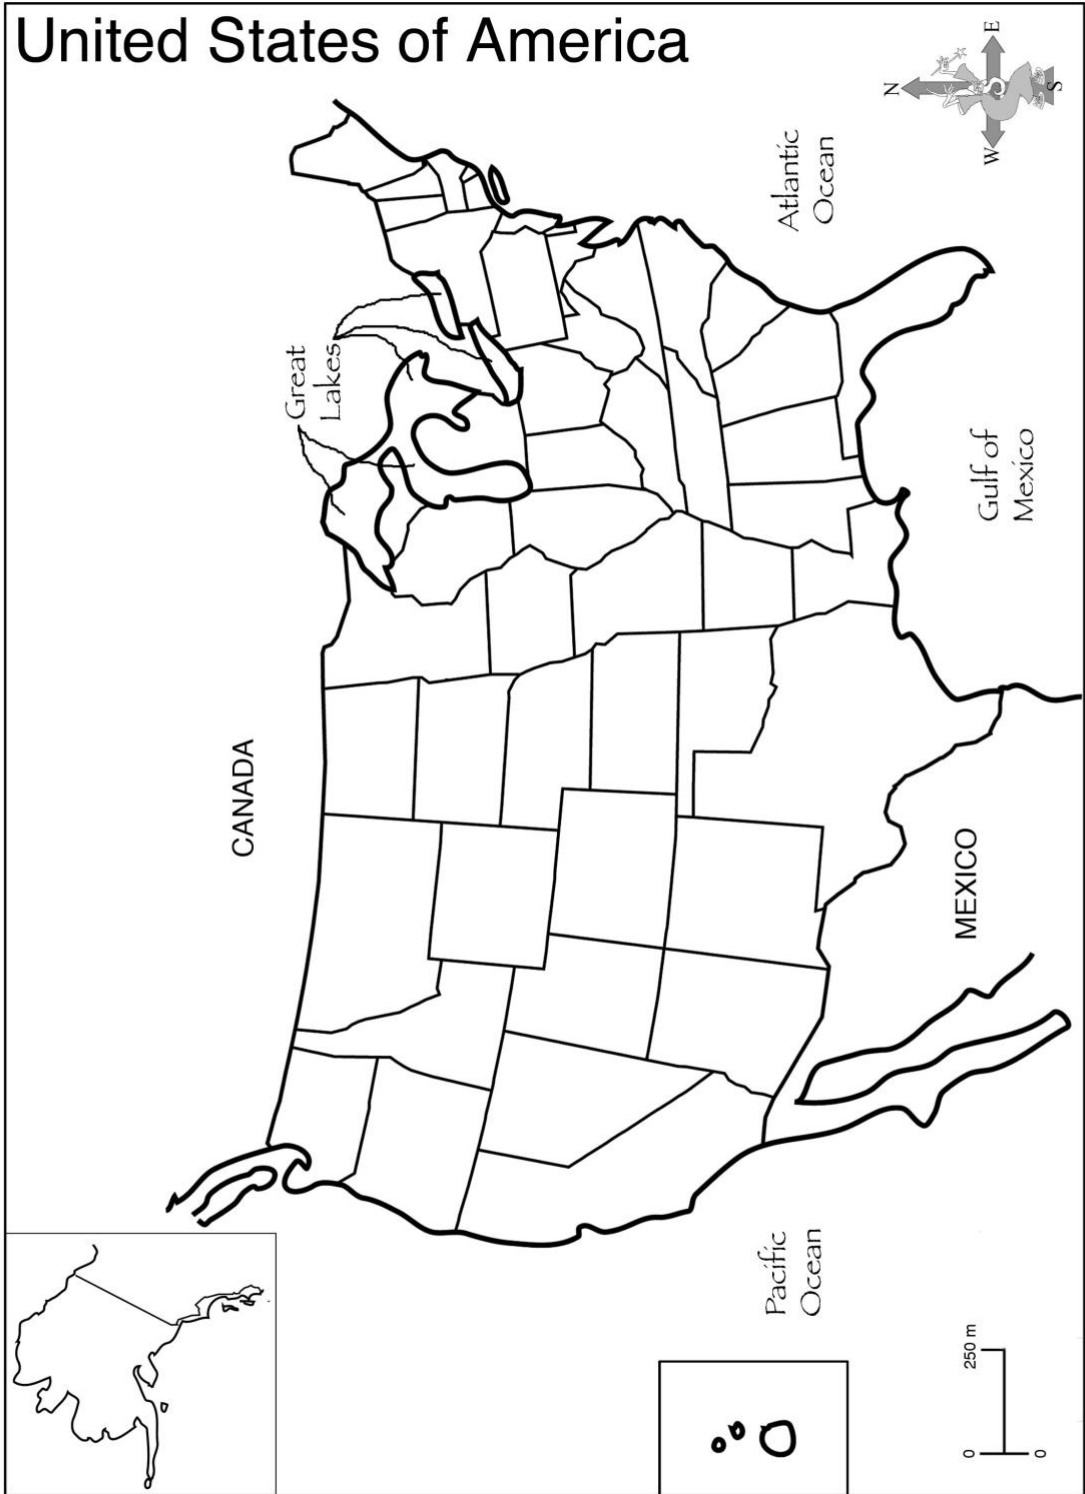 United States of America
N
E
S
W
Atlantic
Ocean
Great
Lakes
Gulf of
Mexico
CANADA
MEXICO
Pacific
Ocean
250 m
0
0